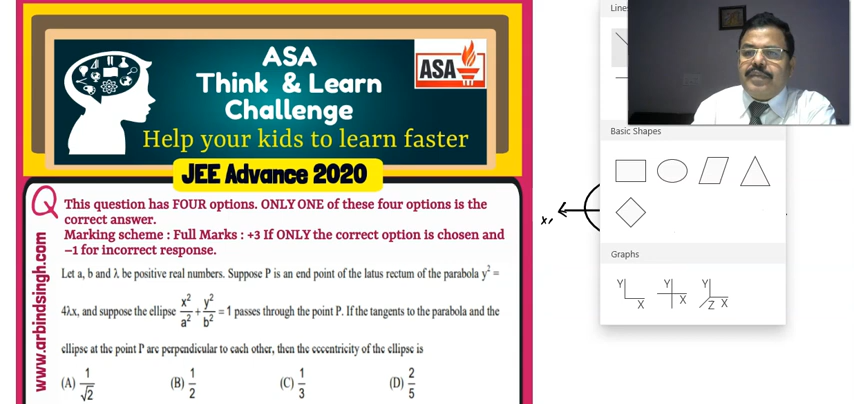 ASA
Think & Learn
Challenge
Help your kids to learn faster
ASA
JEE Advance 2020
Q
This question has FOUR options. ONLY ONE of these four options is the
correct answer.
Marking scheme : Full Marks : +3 If ONLY the correct option is chosen and
−1 for incorrect response.
Let a, b and λ be positive real numbers. Suppose P is an end point of the latus rectum of the parabola y² =
4λx, and suppose the ellipse x²/a² + y²/b² = 1 passes through the point P. If the tangents to the parabola and the
ellipse at the point P are perpendicular to each other, then the eccentricity of the ellipse is
(A) 1/√2 (B) 1/2 (C) 1/3 (D) 2/5
www.arbindsingh.com
x,
Lines
Basic Shapes
Graphs
Y X Y X Y Z X